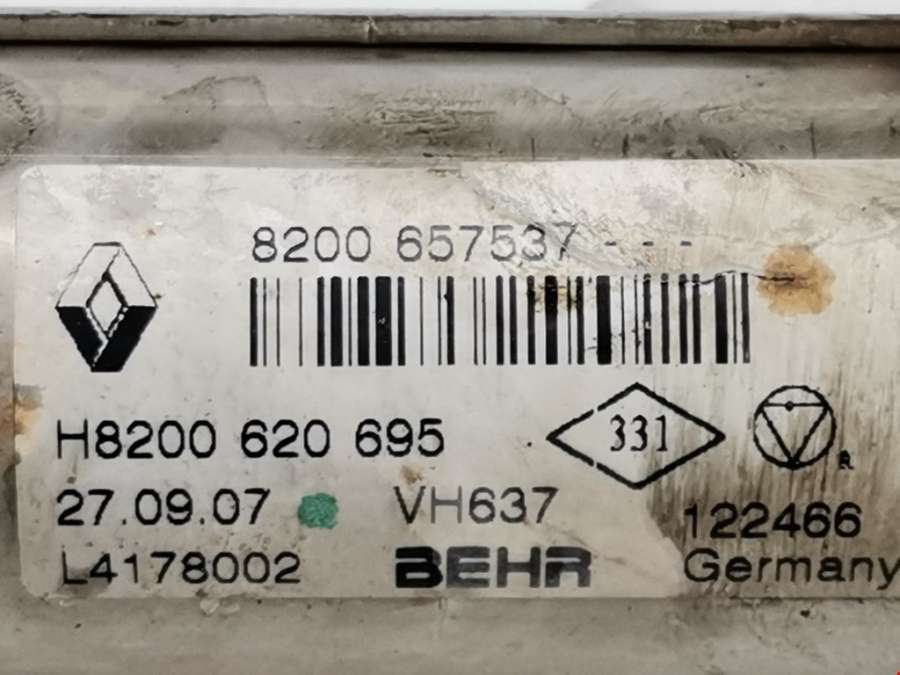 8200 657537 - - -
H8200 620 695
331
R
27.09.07
VH637
122466
L4178002
BEHR
Germany